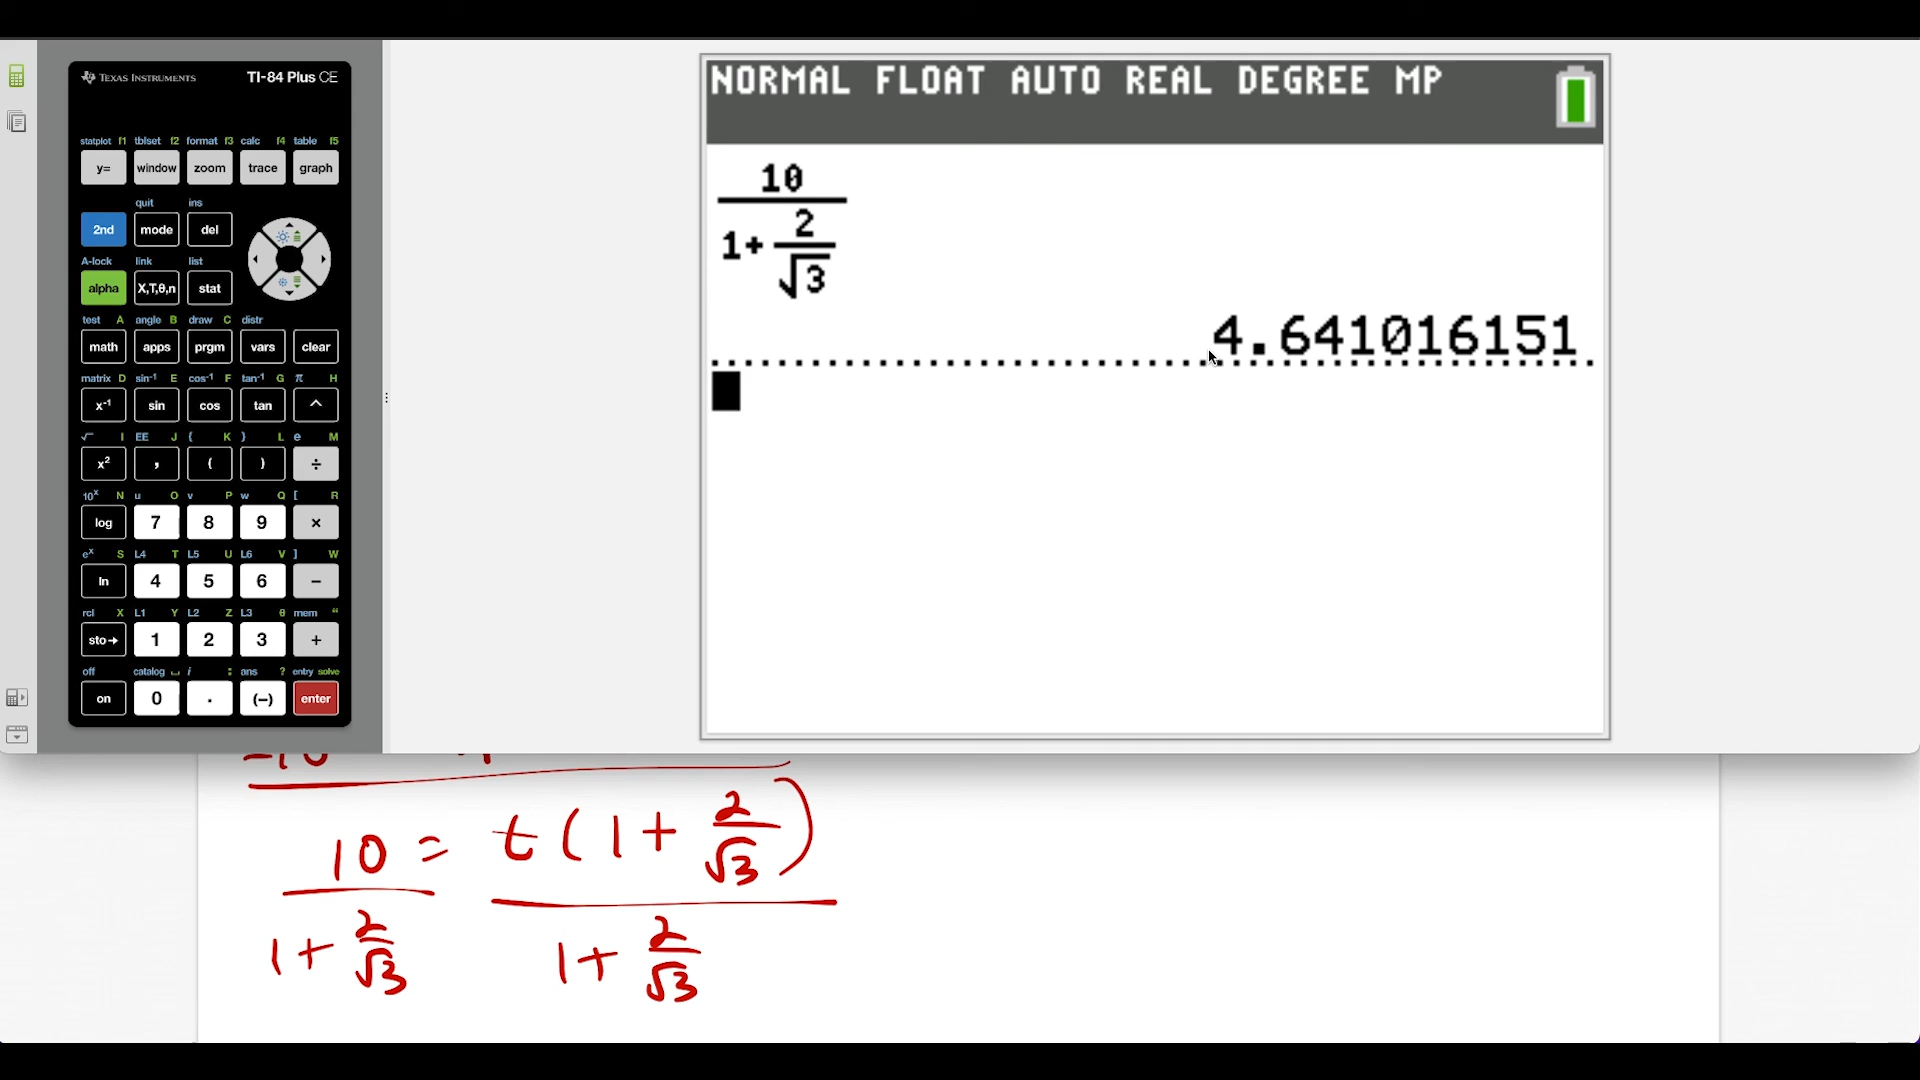 TEXAS INSTRUMENTS TI-84 Plus CE
statplot f1 tblset f2 format f3 calc f4 table f5
y= window zoom trace graph
quit ins
2nd mode del
A-lock link list
alpha X,T,θ,n stat
test A angle B draw C distr
math apps prgm vars clear
matrix D sin⁻¹ E cos⁻¹ F tan⁻¹ G π H
x⁻¹ sin cos tan ^
√ I EE J { K } L e M
x² , ( ) ÷
10ˣ N u O v P w Q [ R
log 7 8 9 ×
eˣ S L4 T L5 U L6 V ] W
ln 4 5 6 −
rcl X L1 Y L2 Z L3 θ mem "
sto→ 1 2 3 +
off catalog ␣ i : ans ? entry solve
on 0 . (−) enter
NORMAL FLOAT AUTO REAL DEGREE MP
10
2
1+
√3
4.641016151
10 = t(1+ 2/√3)
1+ 2/√3 1+ 2/√3